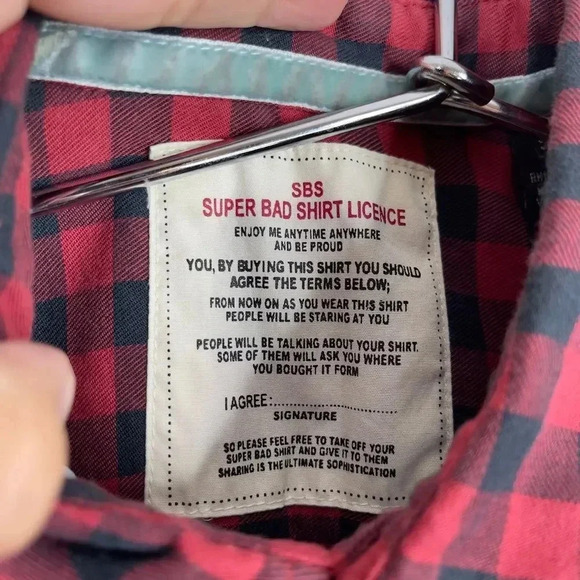 SBS
SUPER BAD SHIRT LICENCE
ENJOY ME ANYTIME ANYWHERE
AND BE PROUD
YOU, BY BUYING THIS SHIRT YOU SHOULD
AGREE THE TERMS BELOW;
FROM NOW ON AS YOU WEAR THIS SHIRT
PEOPLE WILL BE STARING AT YOU
PEOPLE WILL BE TALKING ABOUT YOUR SHIRT.
SOME OF THEM WILL ASK YOU WHERE
YOU BOUGHT IT FORM
I AGREE:..............................
SIGNATURE
SO PLEASE FEEL FREE TO TAKE OFF YOUR
SUPER BAD SHIRT AND GIVE IT TO THEM
SHARING IS THE ULTIMATE SOPHISTICATION